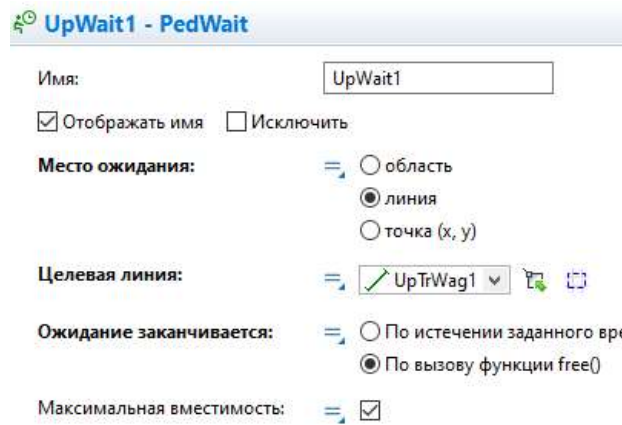 UpWait1 - PedWait
Имя: UpWait1
Отображать имя Исключить
Место ожидания: область
линия
точка (x, y)
Целевая линия: UpTrWag1
Ожидание заканчивается: По истечении заданного вре
По вызову функции free()
Максимальная вместимость: